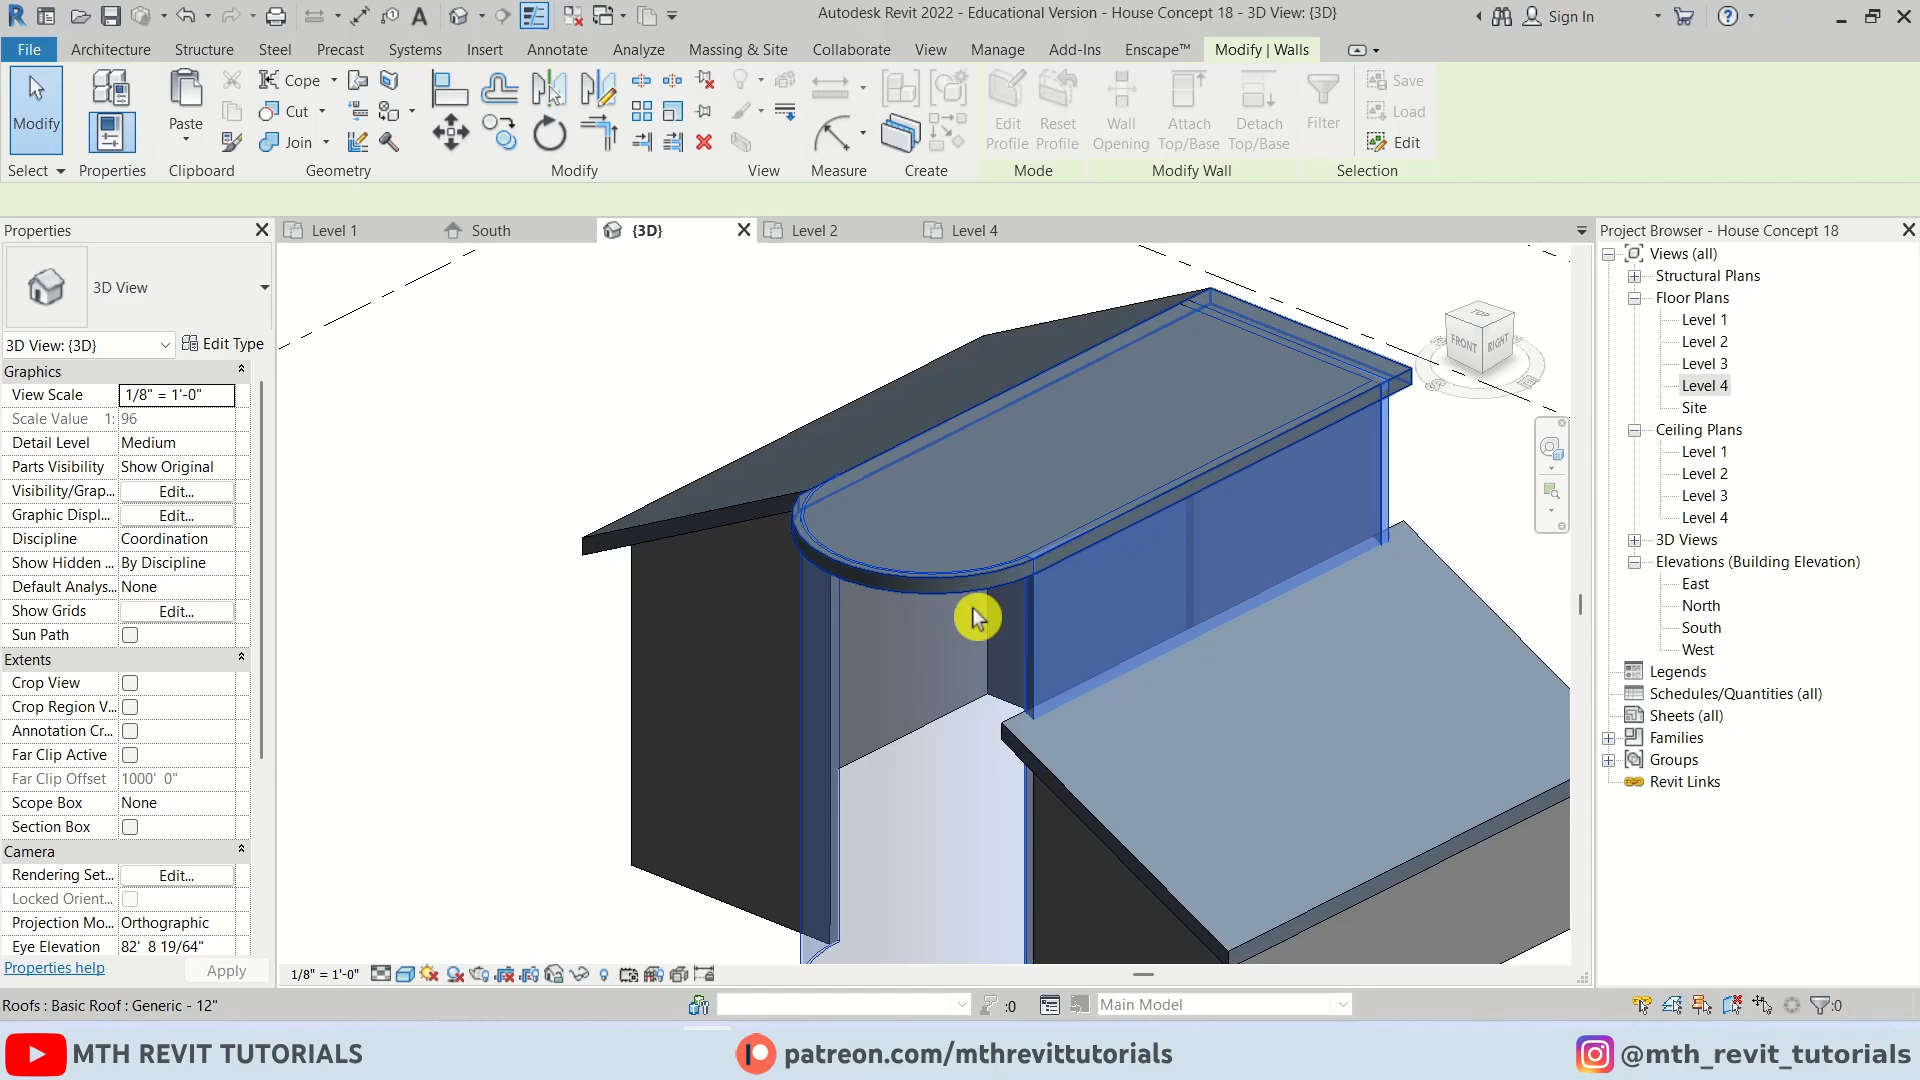 Autodesk Revit 2022 - Educational Version - House Concept 18 - 3D View: {3D}
Sign In
File Architecture Structure Steel Precast Systems Insert Annotate Analyze Massing & Site Collaborate View Manage Add-Ins Enscape™ Modify | Walls
Modify
Paste
Cope
Cut
Join
Edit Profile
Reset Profile
Wall Opening
Attach Top/Base
Detach Top/Base
Filter
Save
Load
Edit
Select Properties Clipboard Geometry Modify View Measure Create Mode Modify Wall Selection
Properties
Level 1
South
{3D}
Level 2
Level 4
Project Browser - House Concept 18
3D View
3D View: {3D}
Edit Type
Graphics
View Scale 1/8" = 1'-0"
Scale Value 1: 96
Detail Level Medium
Parts Visibility Show Original
Visibility/Grap... Edit...
Graphic Displ... Edit...
Discipline Coordination
Show Hidden ... By Discipline
Default Analys... None
Show Grids Edit...
Sun Path
Extents
Crop View
Crop Region V...
Annotation Cr...
Far Clip Active
Far Clip Offset 1000' 0"
Scope Box None
Section Box
Camera
Rendering Set... Edit...
Locked Orient...
Projection Mo... Orthographic
Eye Elevation 82' 8 19/64"
Properties help
Apply
TOP
FRONT
RIGHT
S
Views (all)
Structural Plans
Floor Plans
Level 1
Level 2
Level 3
Level 4
Site
Ceiling Plans
Level 1
Level 2
Level 3
Level 4
3D Views
Elevations (Building Elevation)
East
North
South
West
Legends
Schedules/Quantities (all)
Sheets (all)
Families
Groups
Revit Links
1/8" = 1'-0"
Roofs : Basic Roof : Generic - 12"
:0
Main Model
:0
MTH REVIT TUTORIALS
patreon.com/mthrevittutorials
@mth_revit_tutorials